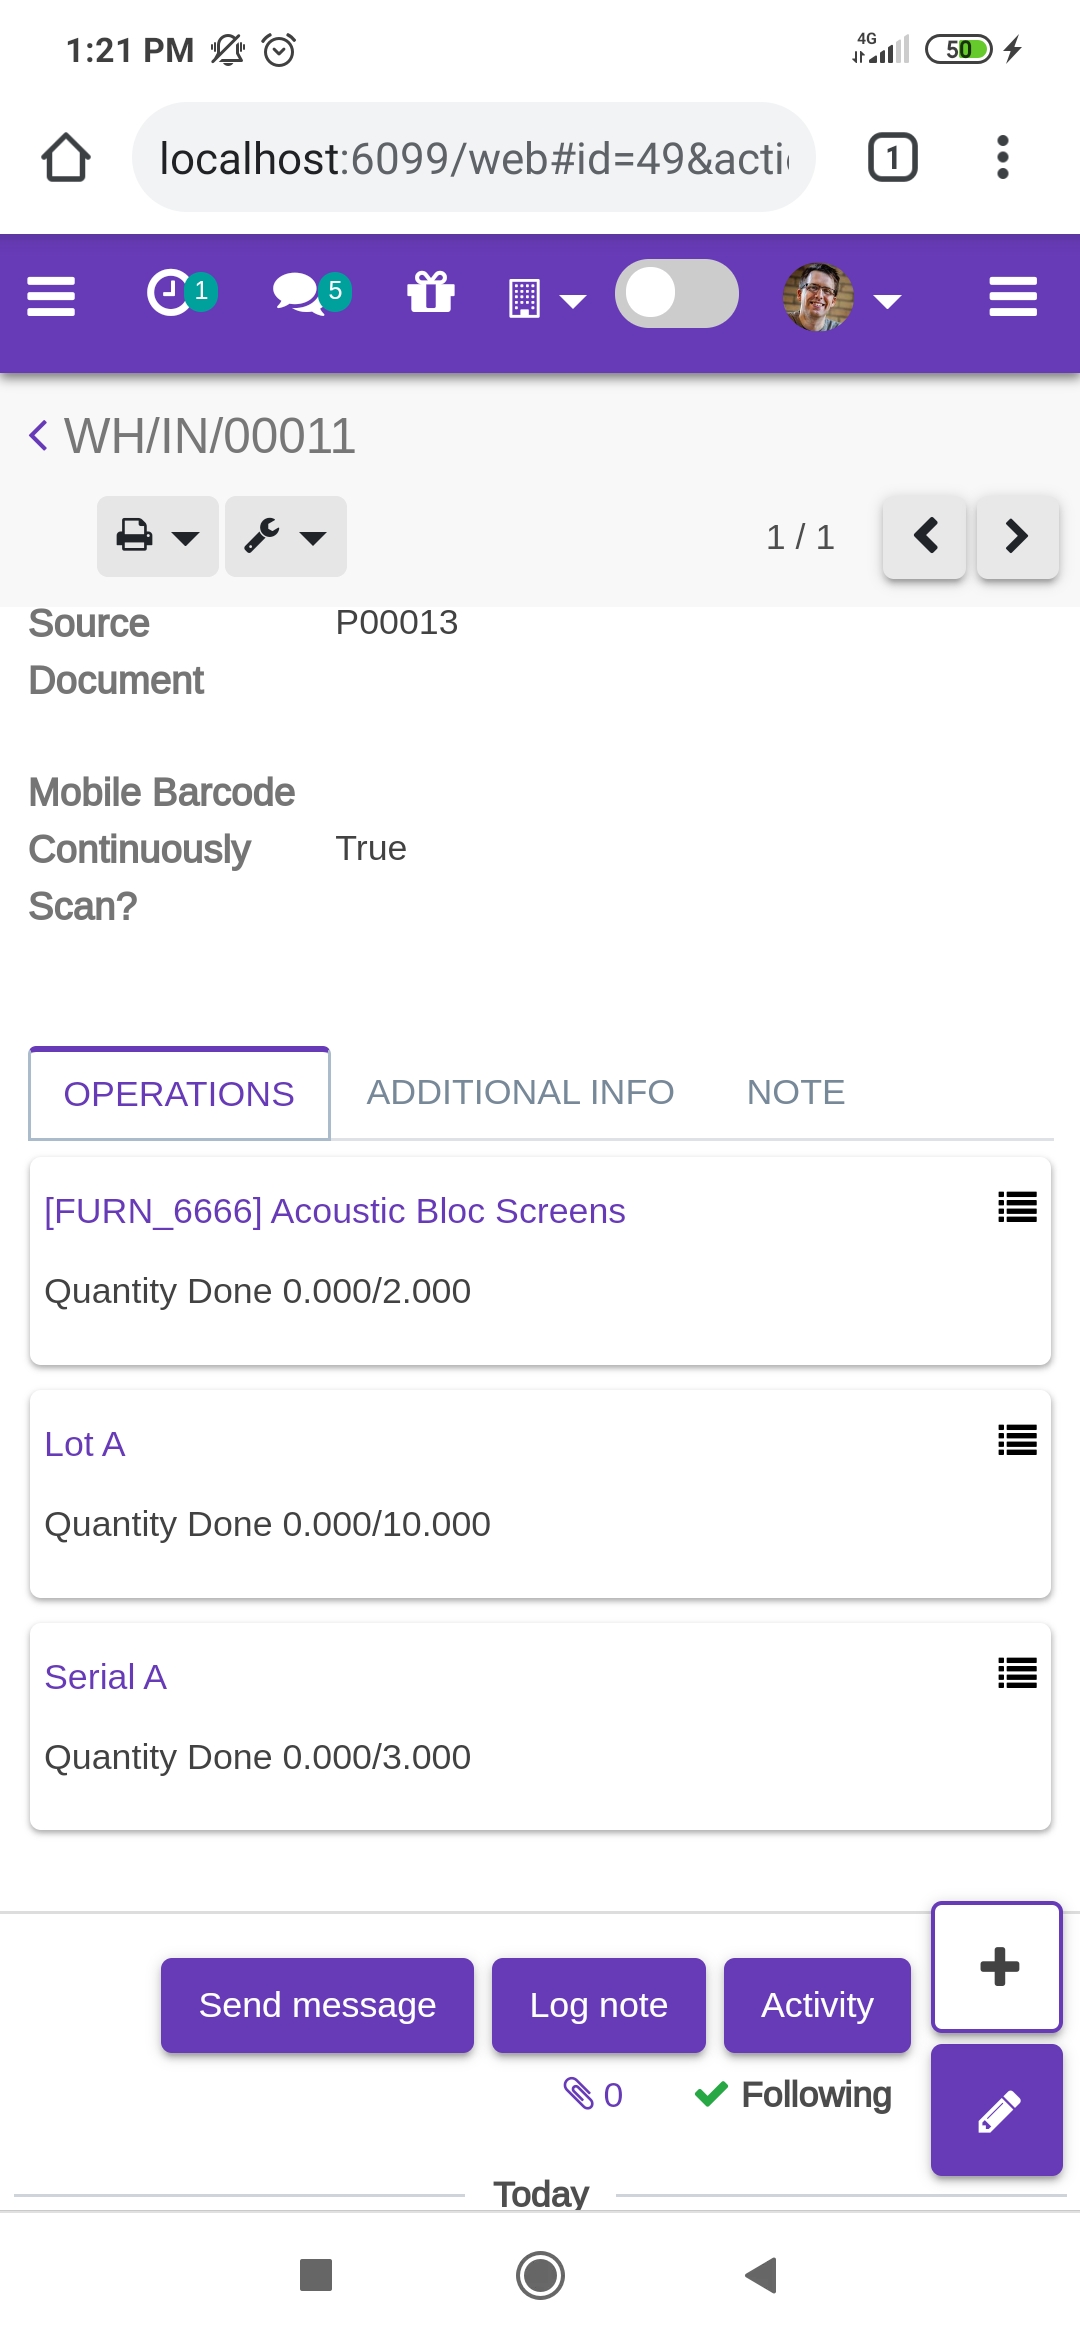 1:21 PM
4G
50
localhost:6099/web#id=49&acti
1
1
5
WH/IN/00011
1 / 1
Source
Document
P00013
Mobile Barcode
Continuously
Scan?
True
OPERATIONS
ADDITIONAL INFO
NOTE
[FURN_6666] Acoustic Bloc Screens
Quantity Done 0.000/2.000
Lot A
Quantity Done 0.000/10.000
Serial A
Quantity Done 0.000/3.000
Send message
Log note
Activity
0
Following
Today